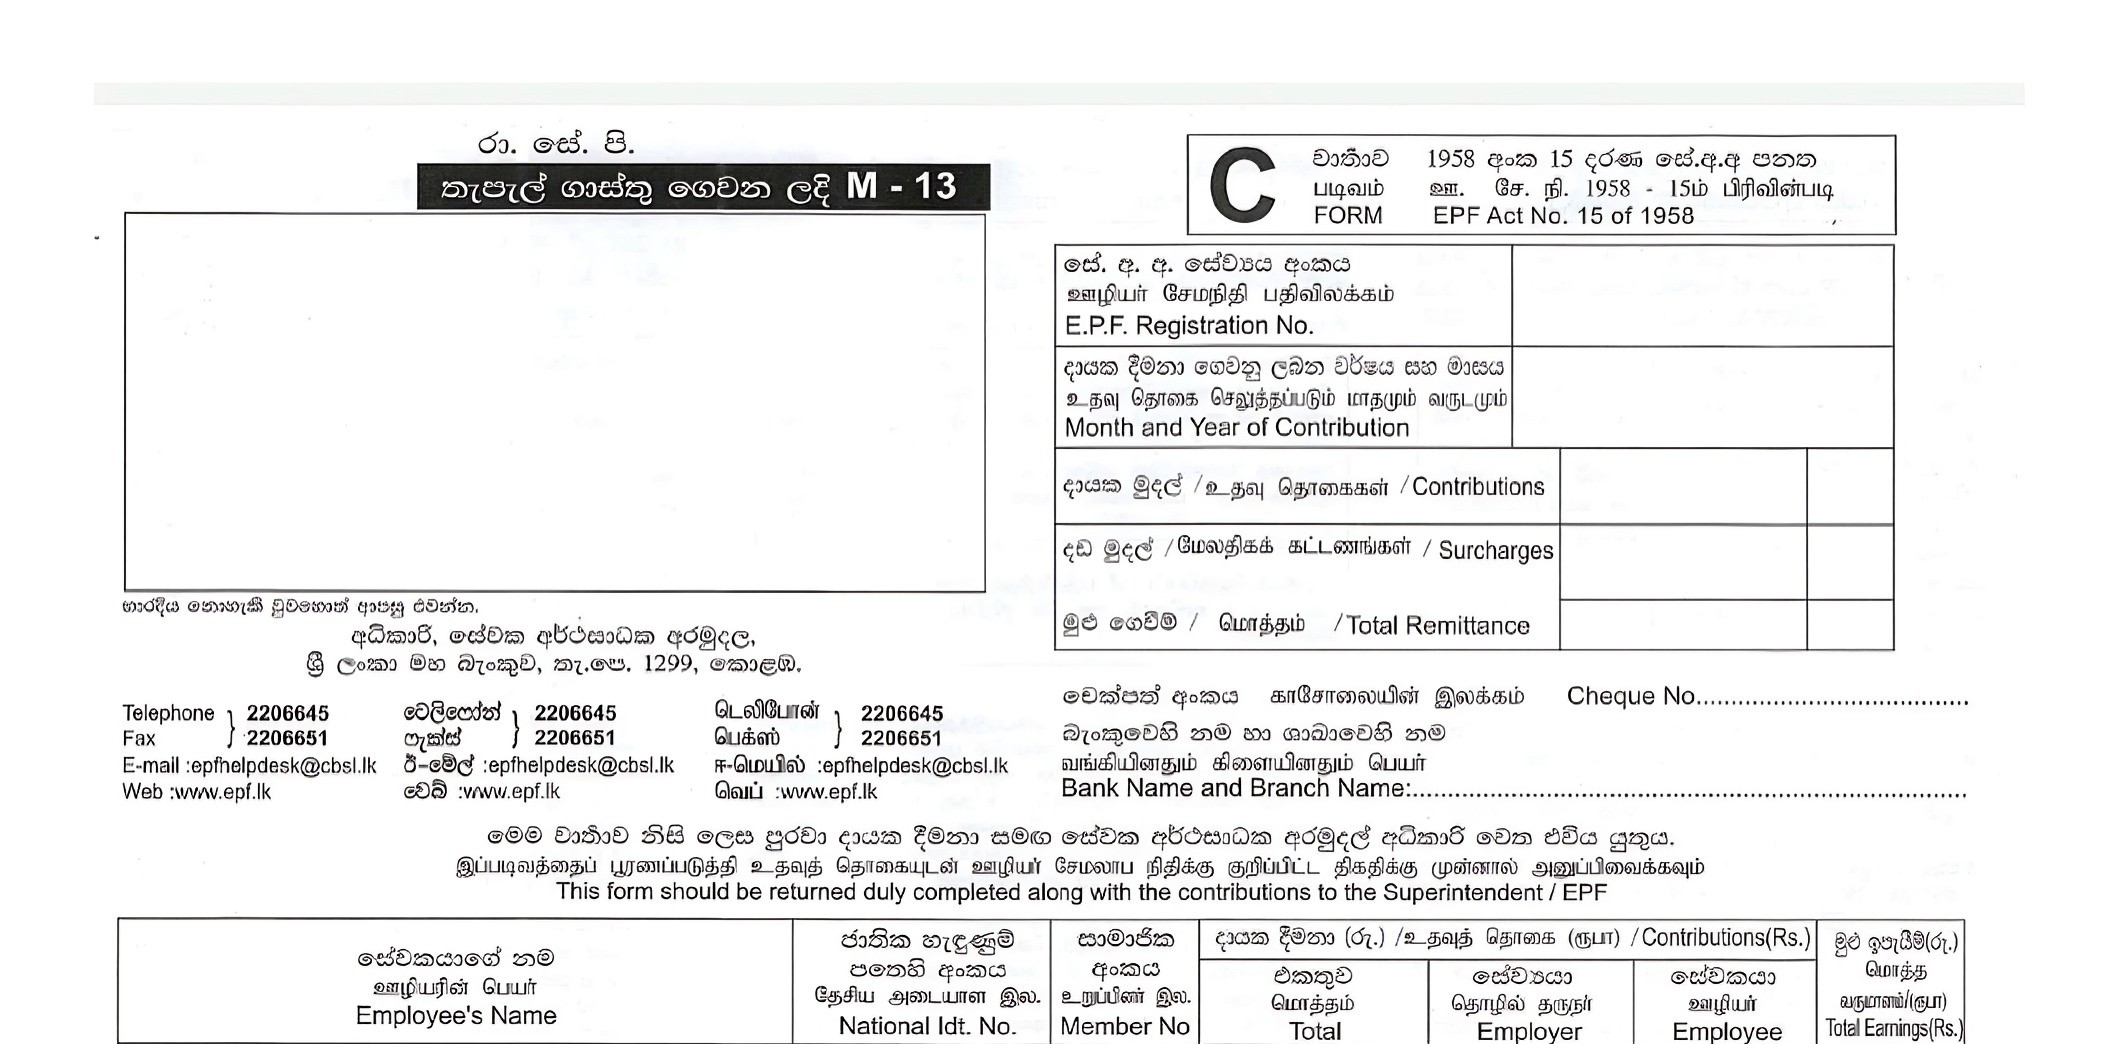 රා. සේ. පි.
තැපැල් ගාස්තු ගෙවන ලදි M - 13
C
වාර්තාව 1958 අංක 15 දරණ සේ.අ.අ පනත
படிவம் ஊ. சே. நி. 1958 - 15ம் பிரிவின்படி
FORM EPF Act No. 15 of 1958
සේ. අ. අ. සේව්‍යය අංකය
ஊழியர் சேமநிதி பதிவிலக்கம்
E.P.F. Registration No.
දායක දීමනා ගෙවනු ලබන වර්ෂය සහ මාසය
உதவு தொகை செலுத்தப்படும் மாதமும் வருடமும்
Month and Year of Contribution
දායක මුදල් / உதவு தொகைகள் / Contributions
දඩ මුදල් / மேலதிகக் கட்டணங்கள் / Surcharges
මුළු ගෙවීම් / மொத்தம் / Total Remittance
භාරදිය නොහැකි වුවහොත් ආපසු එවන්න.
අධිකාරි, සේවක අර්ථසාධක අරමුදල,
ශ්‍රී ලංකා මහ බැංකුව, තැ.පෙ. 1299, කොළඹ.
Telephone } 2206645 ටෙලිෆෝන් } 2206645 டெலிபோன் } 2206645
Fax 2206651 ෆැක්ස් 2206651 பெக்ஸ் 2206651
E-mail :epfhelpdesk@cbsl.lk ඊ-මේල් :epfhelpdesk@cbsl.lk ஈ-மெயில் :epfhelpdesk@cbsl.lk
Web :www.epf.lk වෙබ් :www.epf.lk வெப் :www.epf.lk
චෙක්පත් අංකය காசோலையின் இலக்கம் Cheque No.......................................
බැංකුවෙහි නම හා ශාඛාවෙහි නම
வங்கியினதும் கிளையினதும் பெயர்
Bank Name and Branch Name:................................................................................
මෙම වාර්තාව නිසි ලෙස පුරවා දායක දීමනා සමඟ සේවක අර්ථසාධක අරමුදල් අධිකාරි වෙත එවිය යුතුය.
இப்படிவத்தைப் பூரணப்படுத்தி உதவுத் தொகையுடன் ஊழியர் சேமலாப நிதிக்கு குறிப்பிட்ட திகதிக்கு முன்னால் அனுப்பிவைக்கவும்
This form should be returned duly completed along with the contributions to the Superintendent / EPF
සේවකයාගේ නම
ஊழியரின் பெயர்
Employee's Name
ජාතික හැඳුණුම්
පතෙහි අංකය
தேசிய அடையாள இல.
National Idt. No.
සාමාජික
අංකය
உறுப்பினர் இல.
Member No
දායක දීමනා (රු.) / உதவுத் தொகை (ரூபா) / Contributions(Rs.)
එකතුව
மொத்தம்
Total
සේව්‍යයා
தொழில் தருநர்
Employer
සේවකයා
ஊழியர்
Employee
මුළු ඉපැයීම්(රු.)
மொத்த
வருமானம்/(ரூபா)
Total Earnings(Rs.)